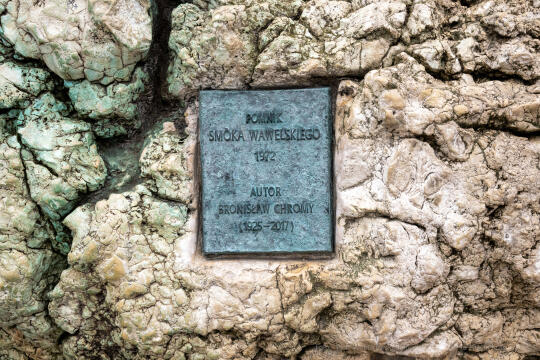 POMNIK
SMOKA WAWELSKIEGO
1972
AUTOR
BRONISŁAW CHROMY
(1925-2017)